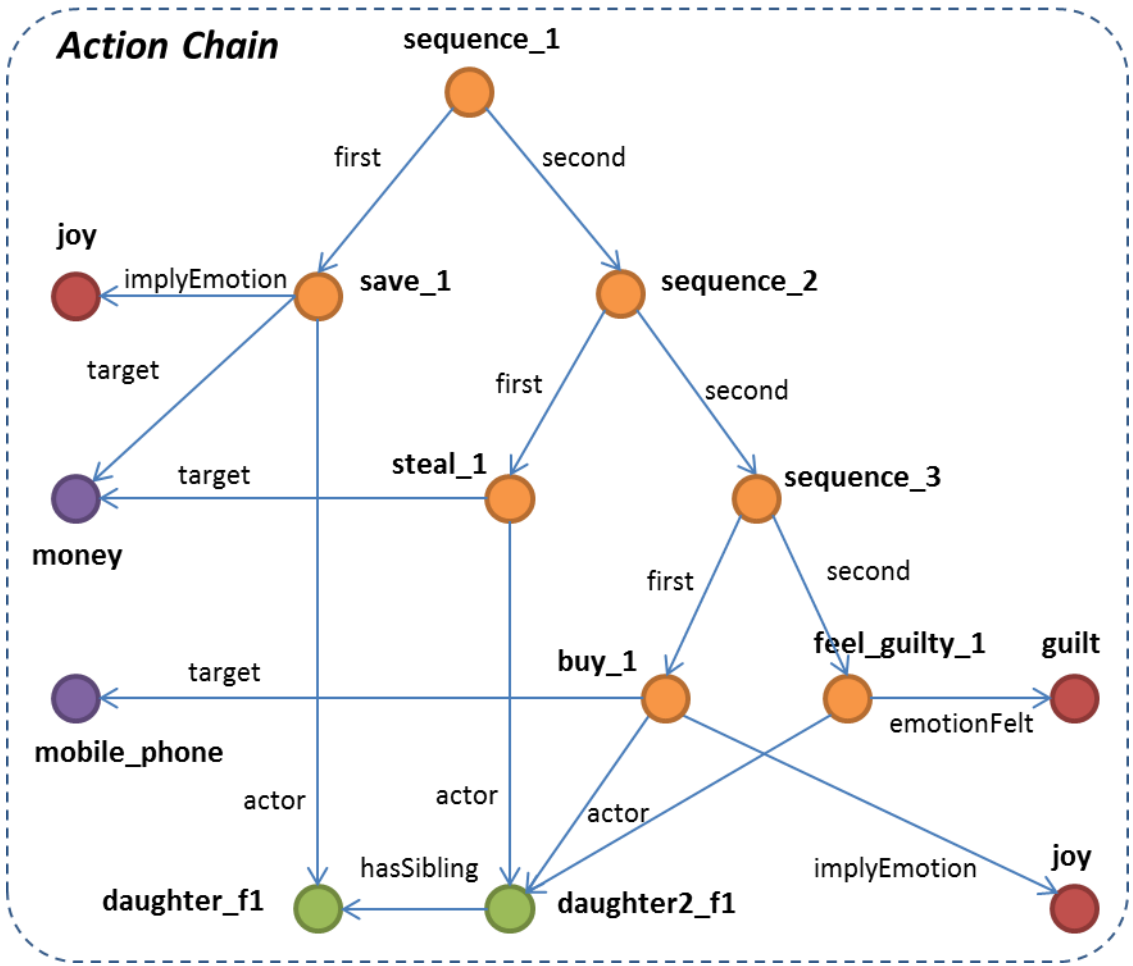 Action Chain
sequence_1
first
second
joy
implyEmotion
save_1
sequence_2
target
first
second
steal_1
target
sequence_3
money
first
second
buy_1
feel_guilty_1
guilt
target
emotionFelt
mobile_phone
actor
actor
actor
hasSibling
implyEmotion
joy
daughter_f1
daughter2_f1